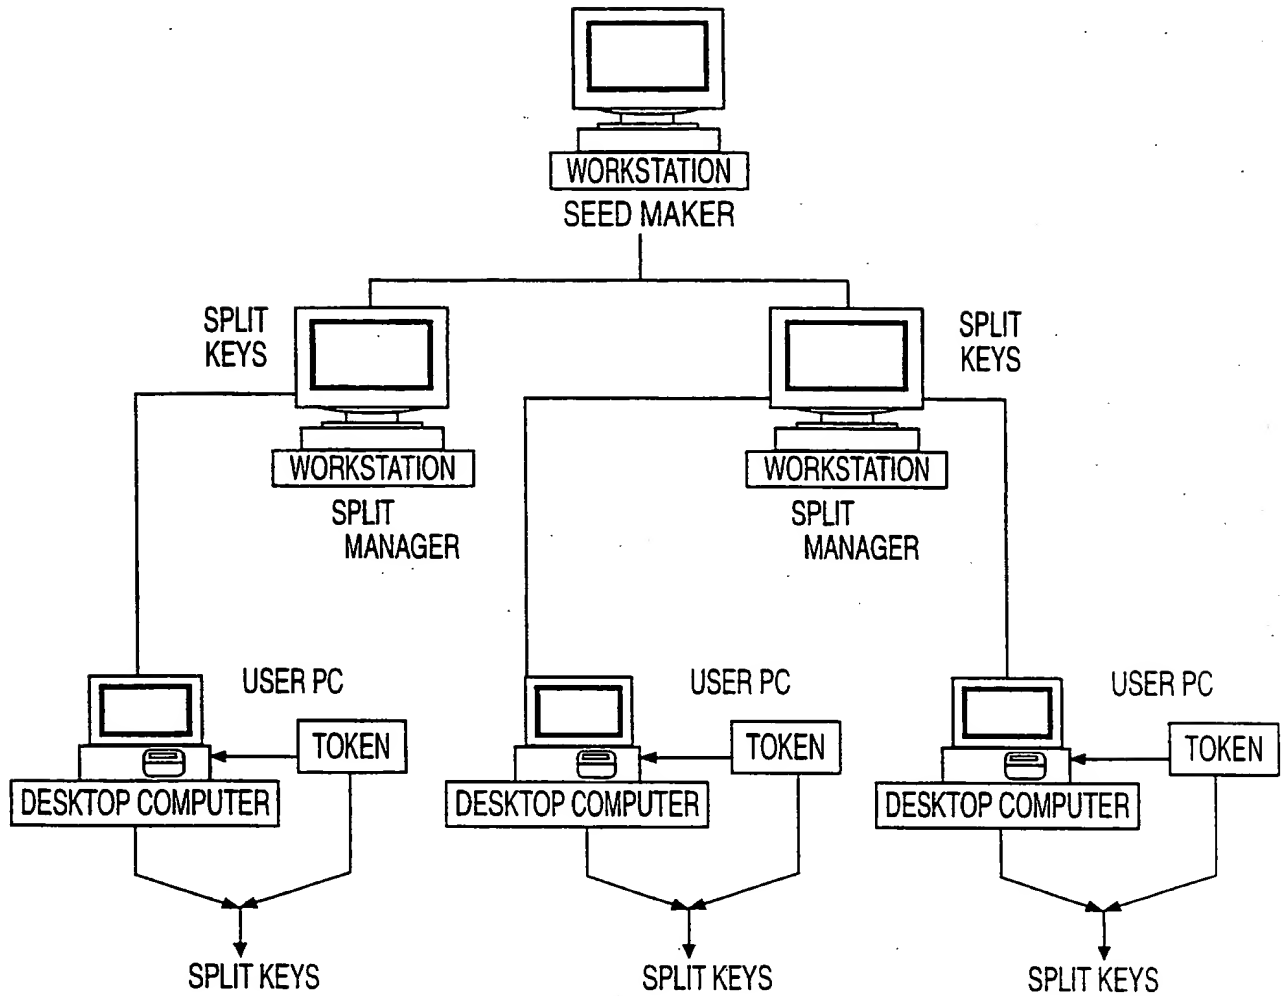 WORKSTATION
SEED MAKER
SPLIT
KEYS
SPLIT
KEYS
WORKSTATION
SPLIT
MANAGER
WORKSTATION
SPLIT
MANAGER
USER PC
TOKEN
DESKTOP COMPUTER
SPLIT KEYS
USER PC
TOKEN
DESKTOP COMPUTER
SPLIT KEYS
USER PC
TOKEN
DESKTOP COMPUTER
SPLIT KEYS